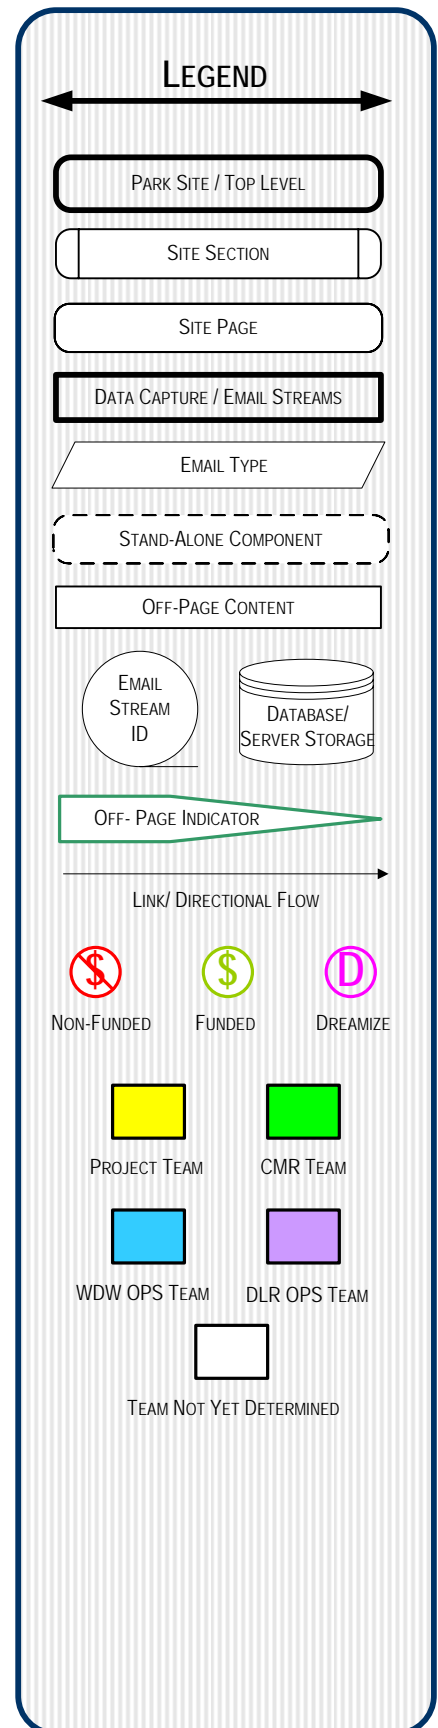 LEGEND
PARK SITE / TOP LEVEL
SITE SECTION
SITE PAGE
DATA CAPTURE / EMAIL STREAMS
EMAIL TYPE
STAND-ALONE COMPONENT
OFF-PAGE CONTENT
EMAIL
STREAM
ID
DATABASE/
SERVER STORAGE
OFF- PAGE INDICATOR
LINK/ DIRECTIONAL FLOW
$ $ D
NON-FUNDED FUNDED DREAMIZE
PROJECT TEAM CMR TEAM
WDW OPS TEAM DLR OPS TEAM
TEAM NOT YET DETERMINED